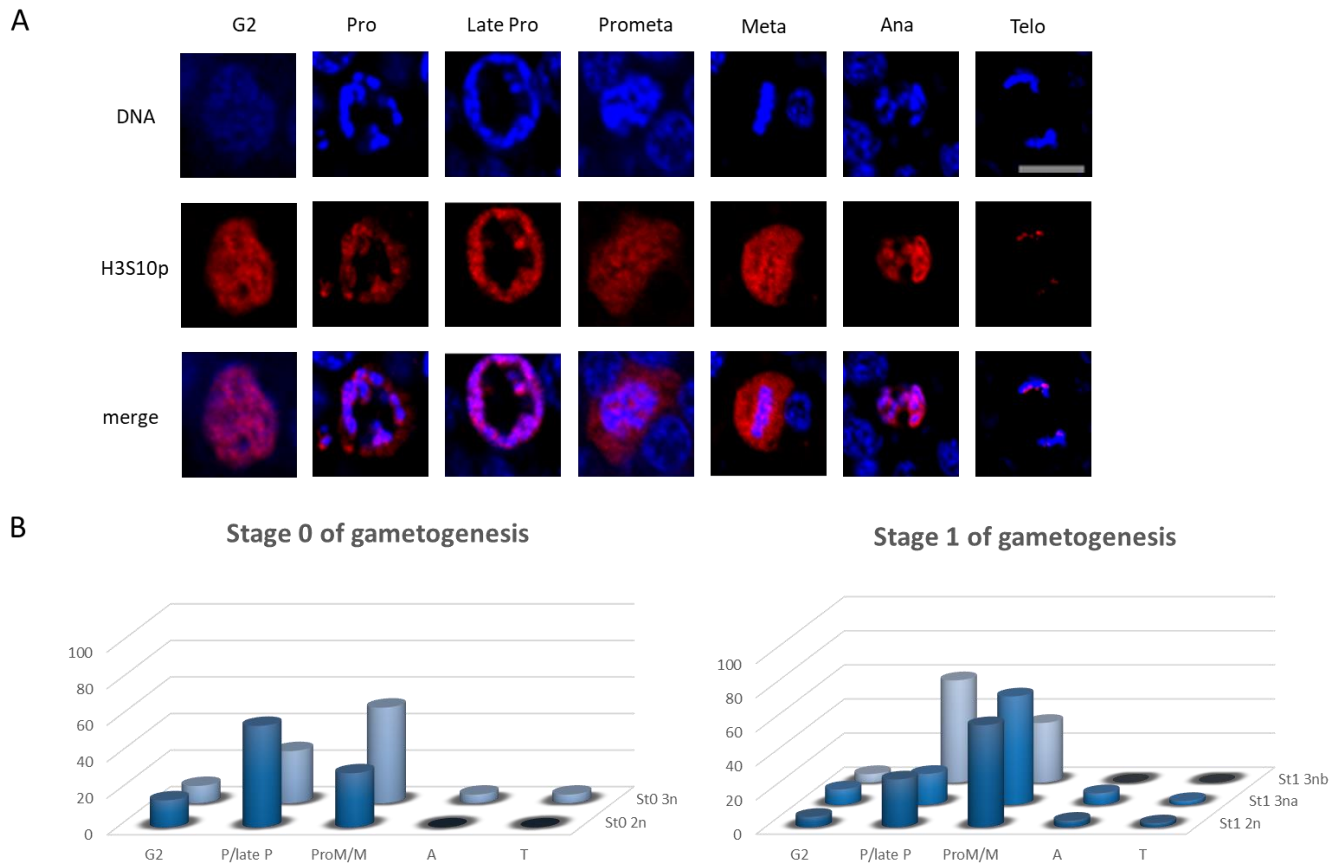 A
G2 Pro Late Pro Prometa Meta Ana Telo
DNA
H3S10p
merge
B
Stage 0 of gametogenesis
100
80
60
40
20
0
G2 P/late P ProM/M A T
St0 3n
St0 2n
Stage 1 of gametogenesis
100
80
60
40
20
0
G2 P/late P ProM/M A T
St1 3nb
St1 3na
St1 2n